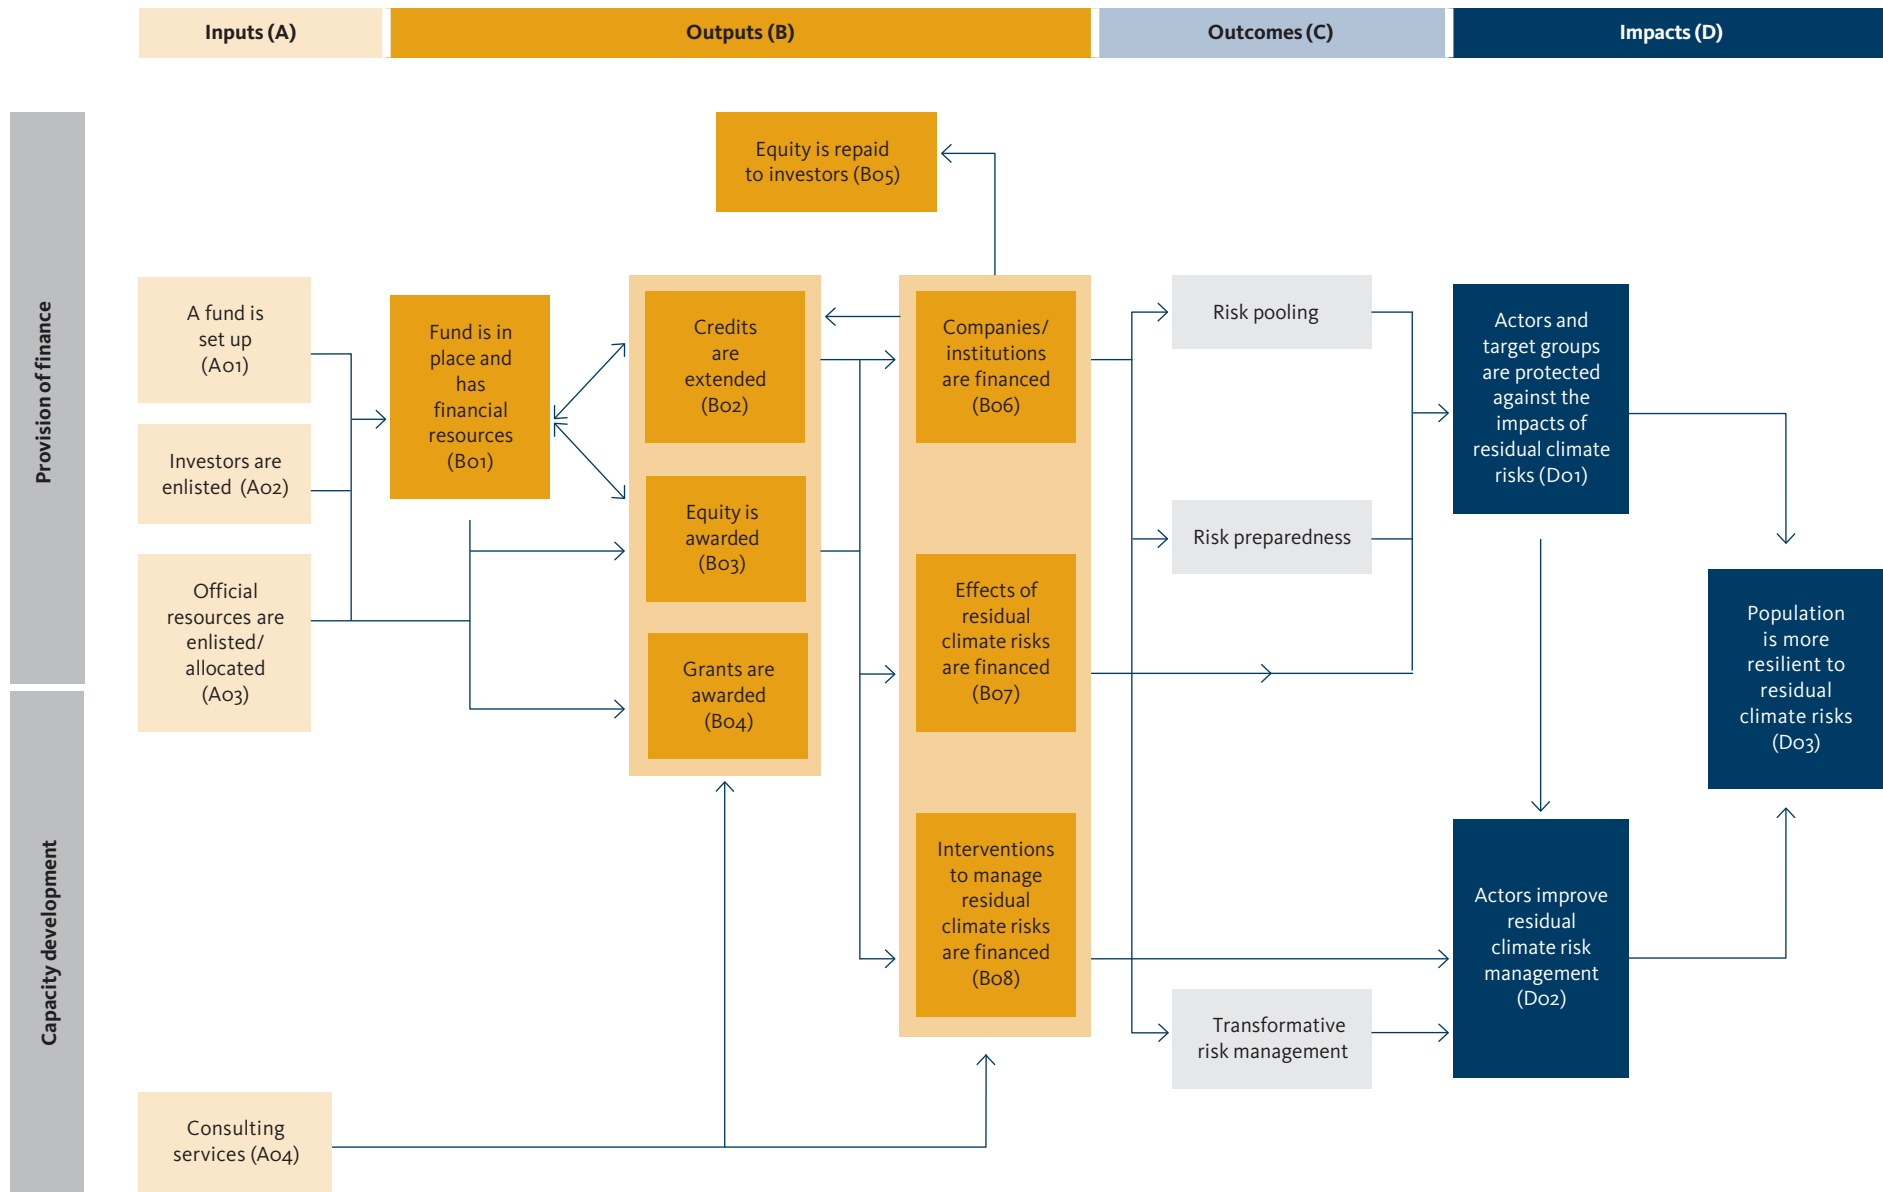 Inputs (A)
Outputs (B)
Outcomes (C)
Impacts (D)
Provision of finance
Capacity development
A fund is
set up
(A01)
Investors are
enlisted (A02)
Official
resources are
enlisted/
allocated
(A03)
Consulting
services (A04)
Fund is in
place and
has
financial
resources
(B01)
Equity is repaid
to investors (B05)
Credits
are
extended
(B02)
Equity is
awarded
(B03)
Grants are
awarded
(B04)
Companies/
institutions
are financed
(B06)
Effects of
residual
climate risks
are financed
(B07)
Interventions
to manage
residual
climate risks
are financed
(B08)
Risk pooling
Risk preparedness
Transformative
risk management
Actors and
target groups
are protected
against the
impacts of
residual climate
risks (D01)
Actors improve
residual
climate risk
management
(D02)
Population
is more
resilient to
residual
climate risks
(D03)